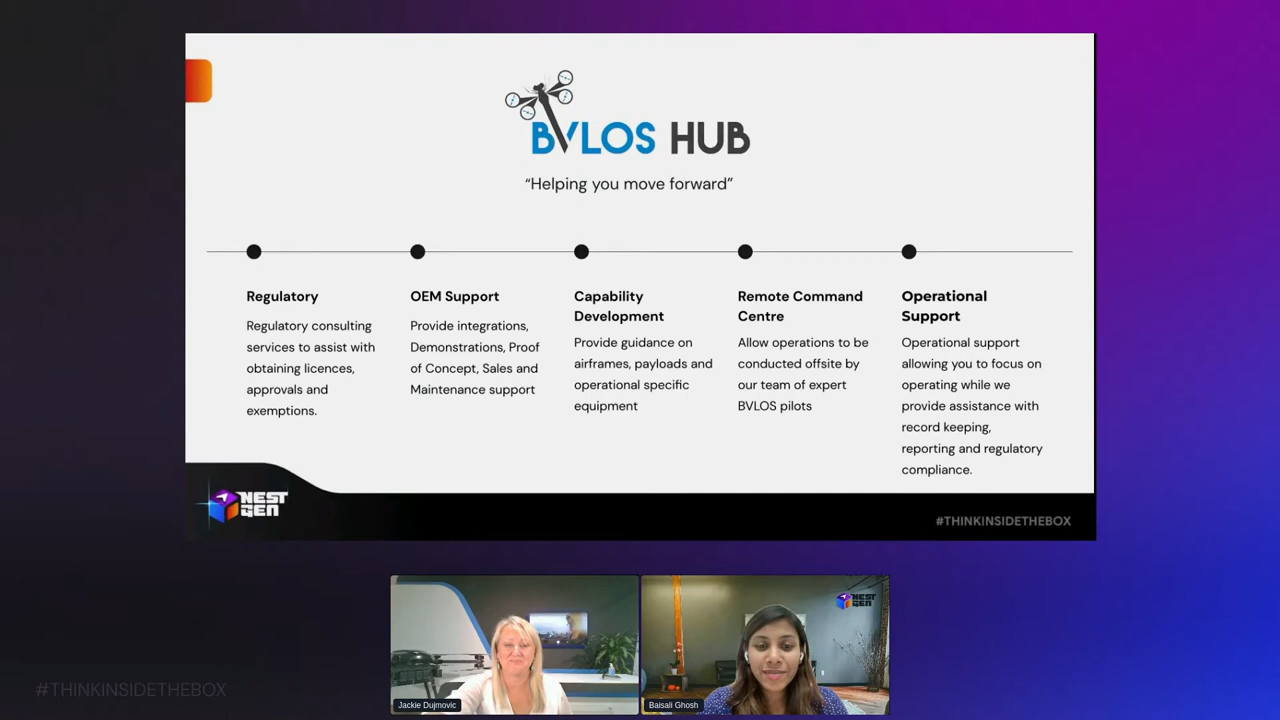 BVLOS HUB
“Helping you move forward”
Regulatory
Regulatory consulting
services to assist with
obtaining licences,
approvals and
exemptions.
OEM Support
Provide integrations,
Demonstrations, Proof
of Concept, Sales and
Maintenance support
Capability
Development
Provide guidance on
airframes, payloads and
operational specific
equipment
Remote Command
Centre
Allow operations to be
conducted offsite by
our team of expert
BVLOS pilots
Operational
Support
Operational support
allowing you to focus on
operating while we
provide assistance with
record keeping,
reporting and regulatory
compliance.
NEST
GEN
#THINKINSIDETHEBOX
NEST
GEN
Jackie Dujmovic
Baisali Ghosh
#THINKINSIDETHEBOX